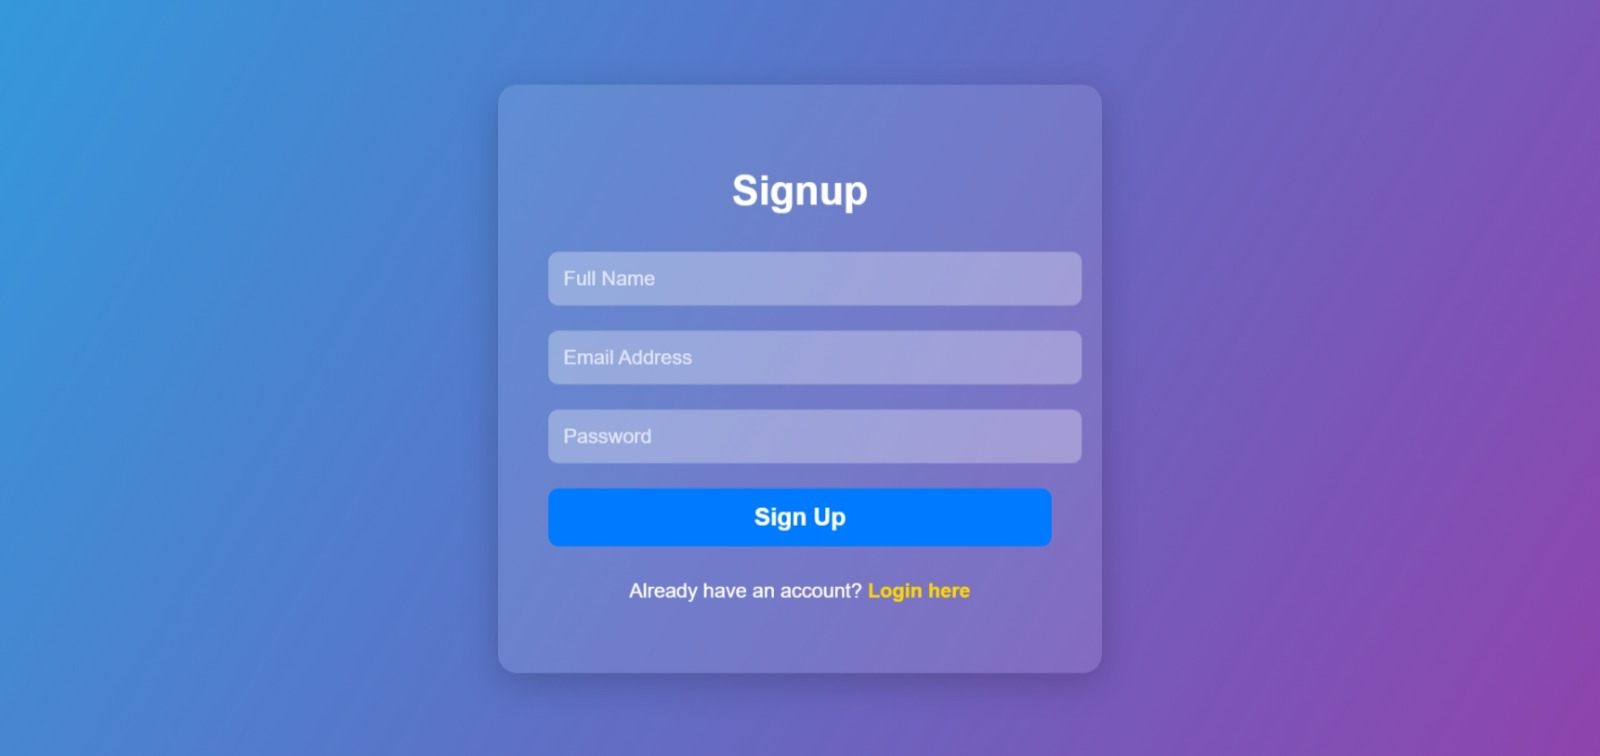 Signup
Full Name
Email Address
Password
Sign Up
Already have an account? Login here